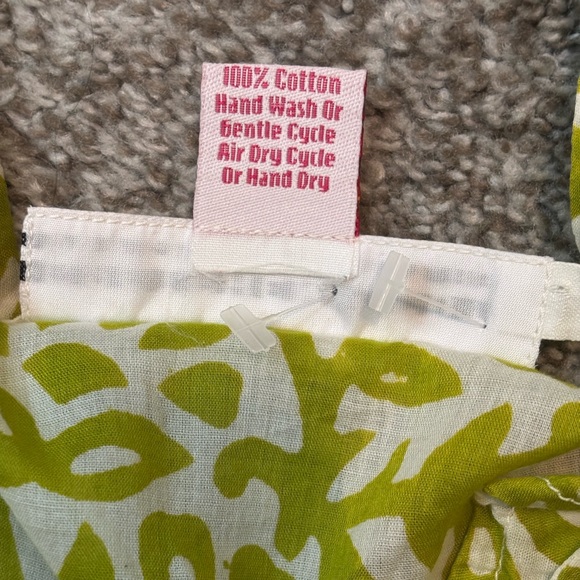 100% Cotton
Hand Wash Or
Gentle Cycle
Air Dry Cycle
Or Hand Dry